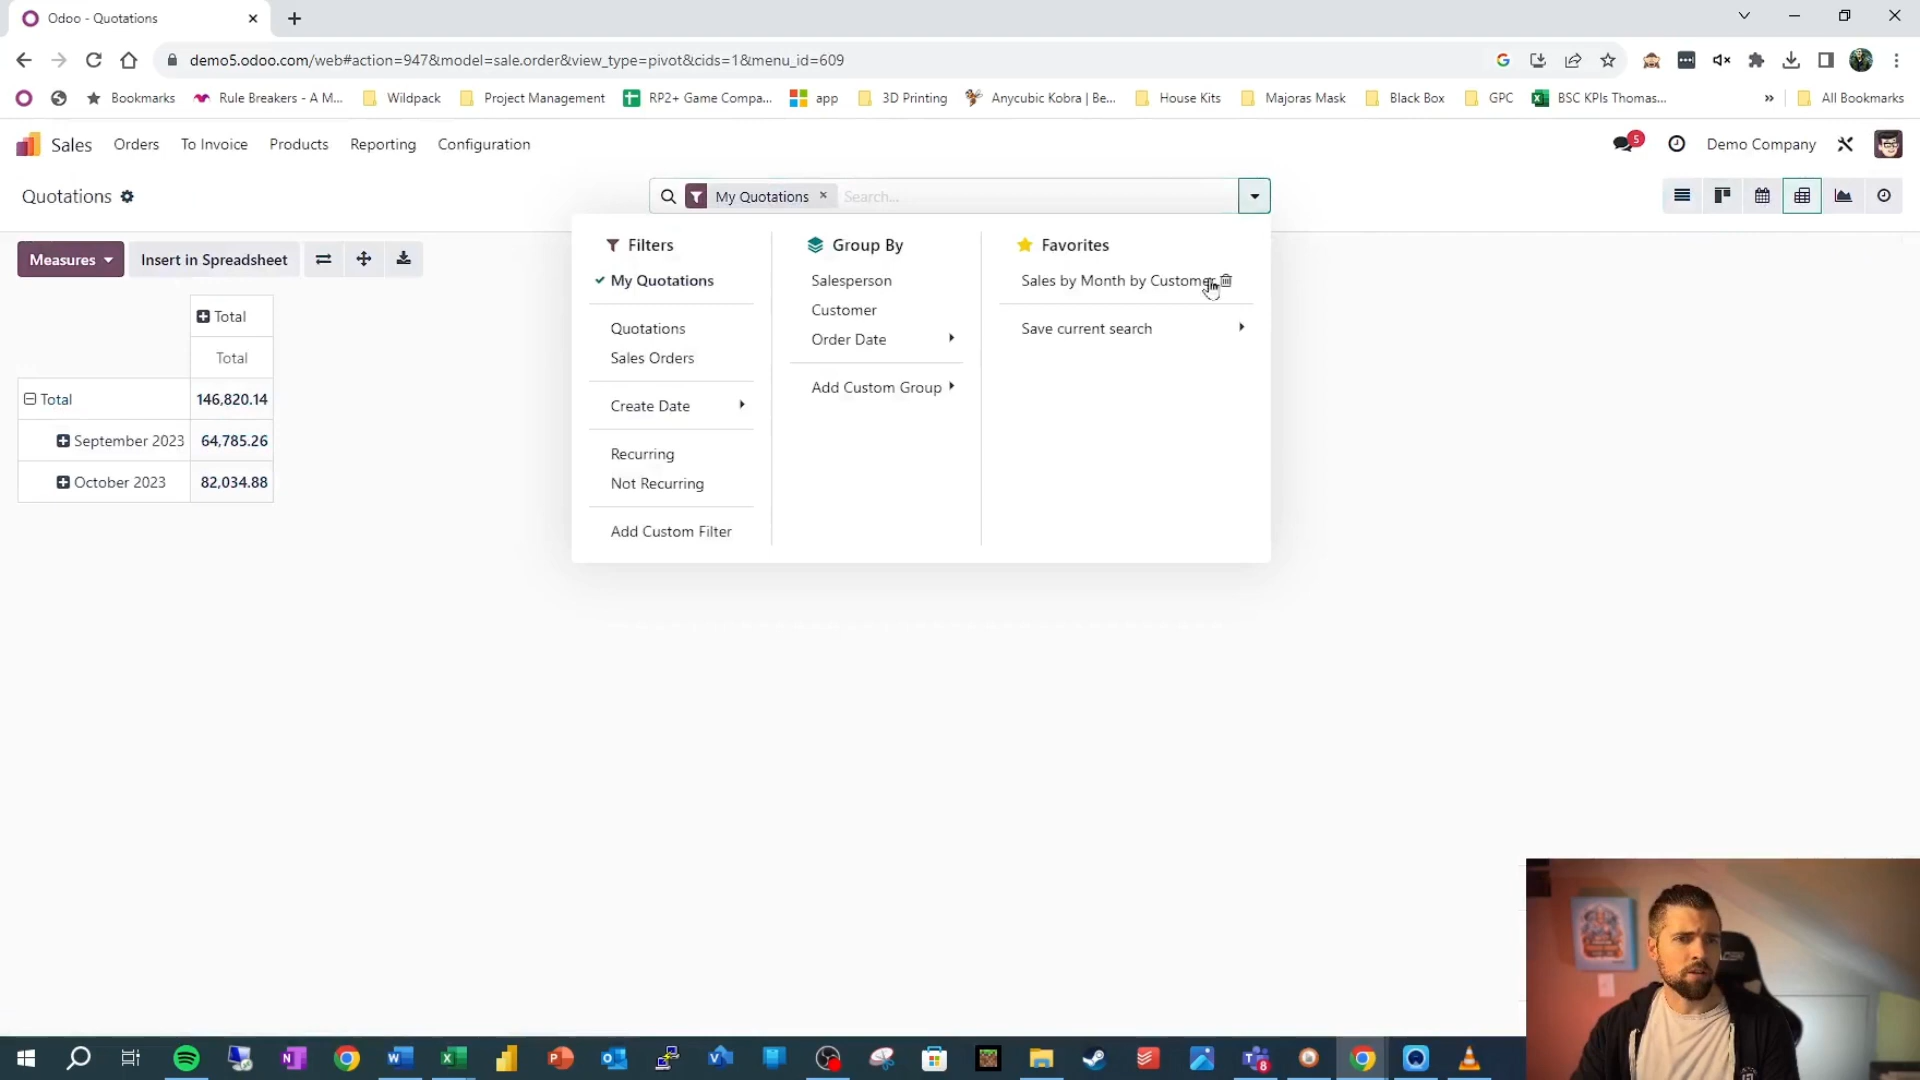 Odoo - Quotations
demo5.odoo.com/web#action=947&model=sale.order&view_type=pivot&cids=1&menu_id=609
Bookmarks Rule Breakers - A M... Wildpack Project Management RP2+ Game Compa... app 3D Printing Anycubic Kobra | Be... House Kits Majoras Mask Black Box GPC BSC KPIs Thomas... » All Bookmarks
Sales Orders To Invoice Products Reporting Configuration 5 Demo Company
Quotations My Quotations × Search...
Measures Insert in Spreadsheet
Total
Total
Total 146,820.14
September 2023 64,785.26
October 2023 82,034.88
Filters
My Quotations
Quotations
Sales Orders
Create Date
Recurring
Not Recurring
Add Custom Filter
Group By
Salesperson
Customer
Order Date
Add Custom Group
Favorites
Sales by Month by Customer
Save current search